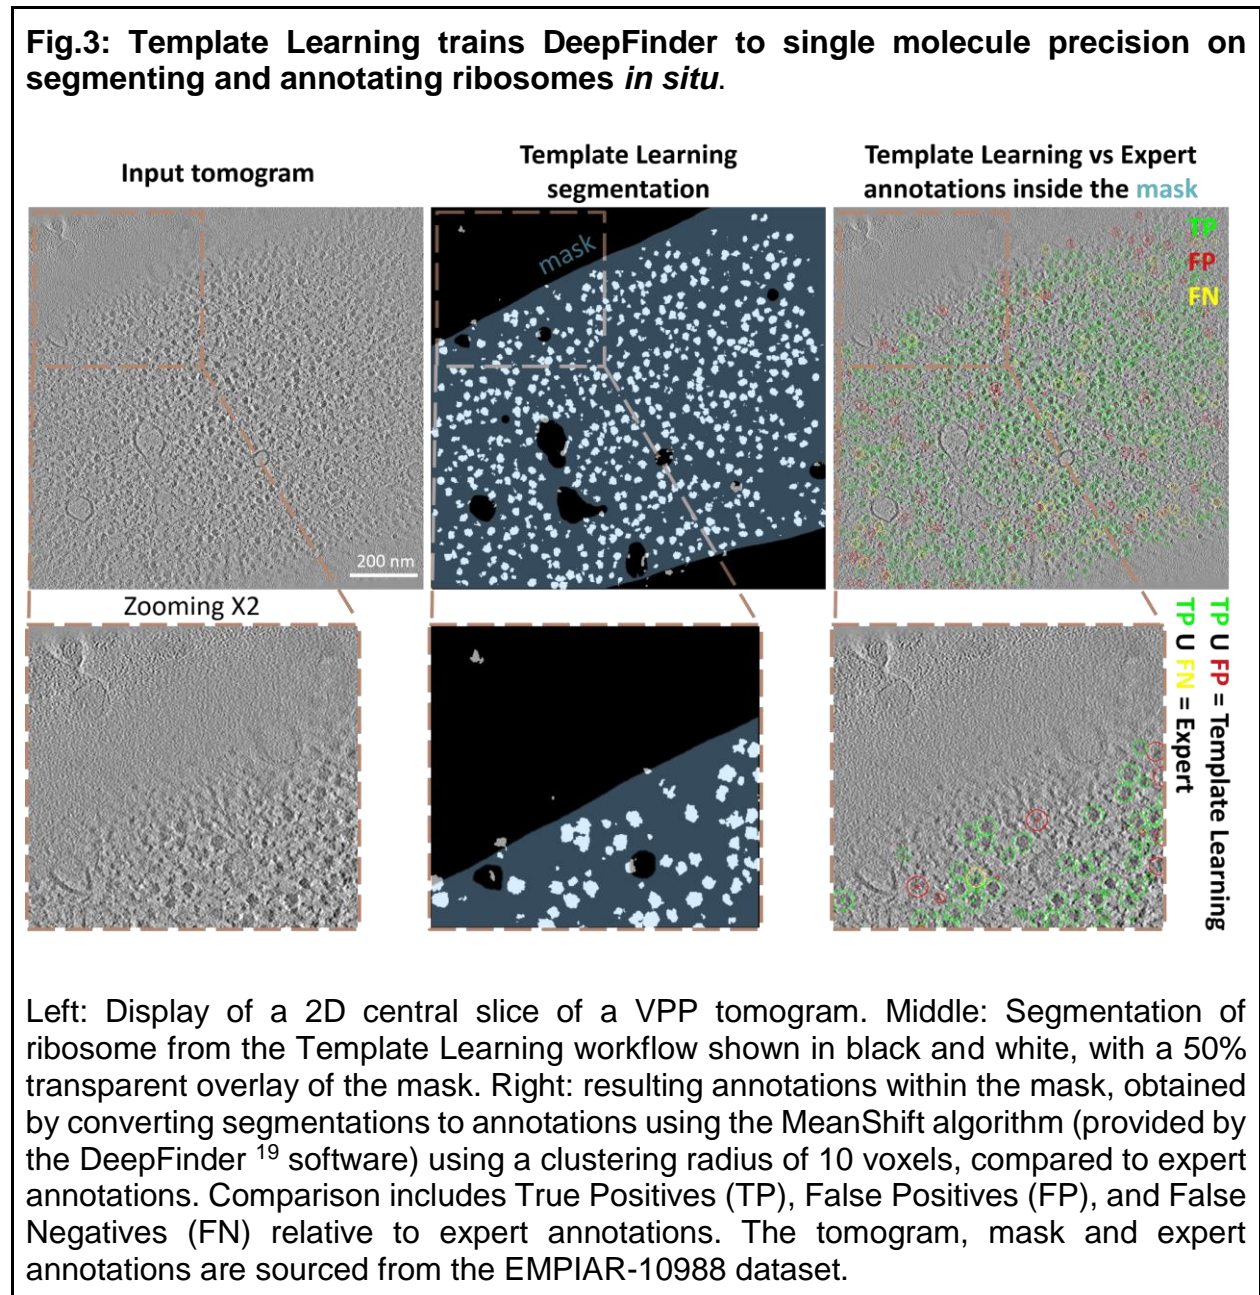 Fig.3: Template Learning trains DeepFinder to single molecule precision on
segmenting and annotating ribosomes in situ.
Input tomogram
Template Learning
segmentation
Template Learning vs Expert
annotations inside the mask
mask
TP
FP
FN
200 nm
Zooming X2
TP U FP = Template Learning
TP U FN = Expert
Left: Display of a 2D central slice of a VPP tomogram. Middle: Segmentation of
ribosome from the Template Learning workflow shown in black and white, with a 50%
transparent overlay of the mask. Right: resulting annotations within the mask, obtained
by converting segmentations to annotations using the MeanShift algorithm (provided by
the DeepFinder 19 software) using a clustering radius of 10 voxels, compared to expert
annotations. Comparison includes True Positives (TP), False Positives (FP), and False
Negatives (FN) relative to expert annotations. The tomogram, mask and expert
annotations are sourced from the EMPIAR-10988 dataset.